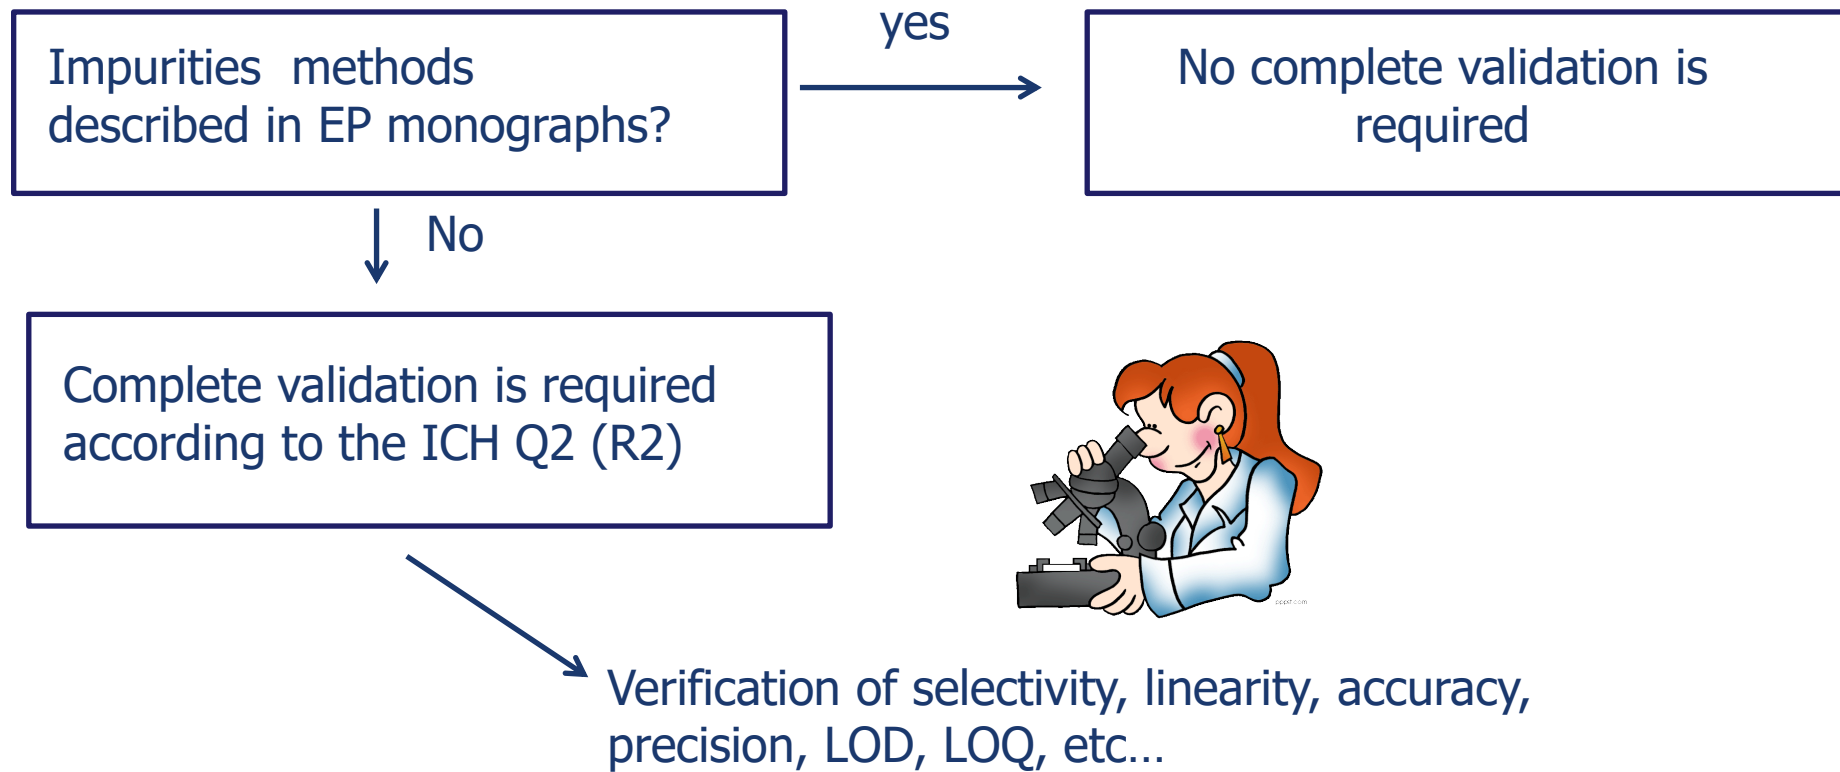 yes
Impurities methods
described in EP monographs?
No complete validation is
required
No
Complete validation is required
according to the ICH Q2 (R2)
Verification of selectivity, linearity, accuracy,
precision, LOD, LOQ, etc...